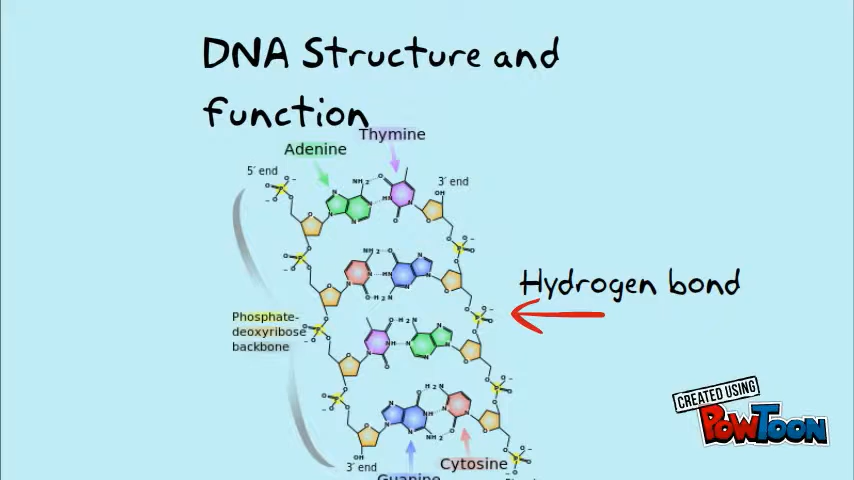 DNA Structure and
function
Thymine
Adenine
5′ end
3′ end
Hydrogen bond
Phosphate-
deoxyribose
backbone
3′ end
Cytosine
Guanine
CREATED USING
POWTOON